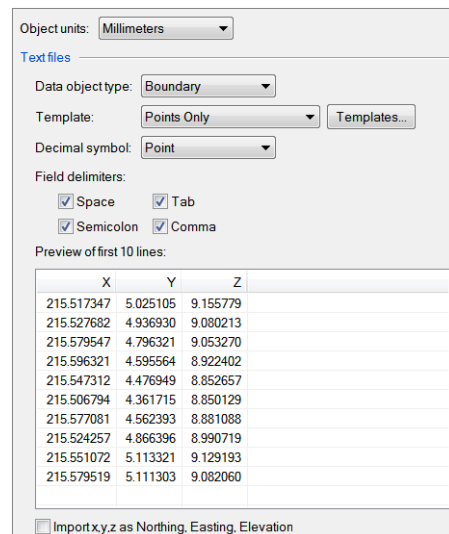 Object units: Millimeters
Text files
Data object type: Boundary
Template: Points Only Templates...
Decimal symbol: Point
Field delimiters:
Space Tab
Semicolon Comma
Preview of first 10 lines:
X Y Z
215.517347 5.025105 9.155779
215.527682 4.936930 9.080213
215.579547 4.796321 9.053270
215.596321 4.595564 8.922402
215.547312 4.476949 8.852657
215.506794 4.361715 8.850129
215.577081 4.562393 8.881088
215.524257 4.866396 8.990719
215.551072 5.113321 9.129193
215.579519 5.111303 9.082060
Import x,y,z as Northing, Easting, Elevation